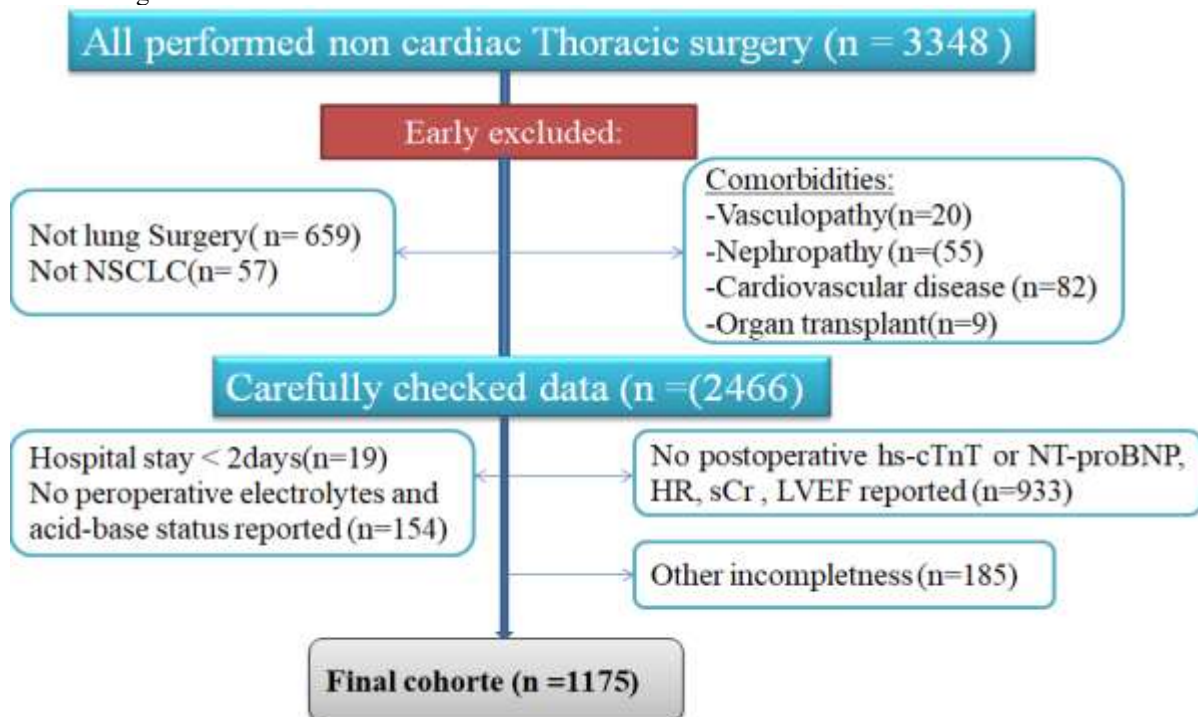 All performed non cardiac Thoracic surgery (n = 3348 )
Early excluded:
Not lung Surgery( n= 659)
Not NSCLC(n= 57)
Comorbidities:
-Vasculopathy(n=20)
-Nephropathy (n=(55)
-Cardiovascular disease (n=82)
-Organ transplant(n=9)
Carefully checked data (n =(2466)
Hospital stay < 2days(n=19)
No peroperative electrolytes and
acid-base status reported (n=154)
No postoperative hs-cTnT or NT-proBNP,
HR, sCr , LVEF reported (n=933)
Other incompletness(n=185)
Final cohorte (n =1175)